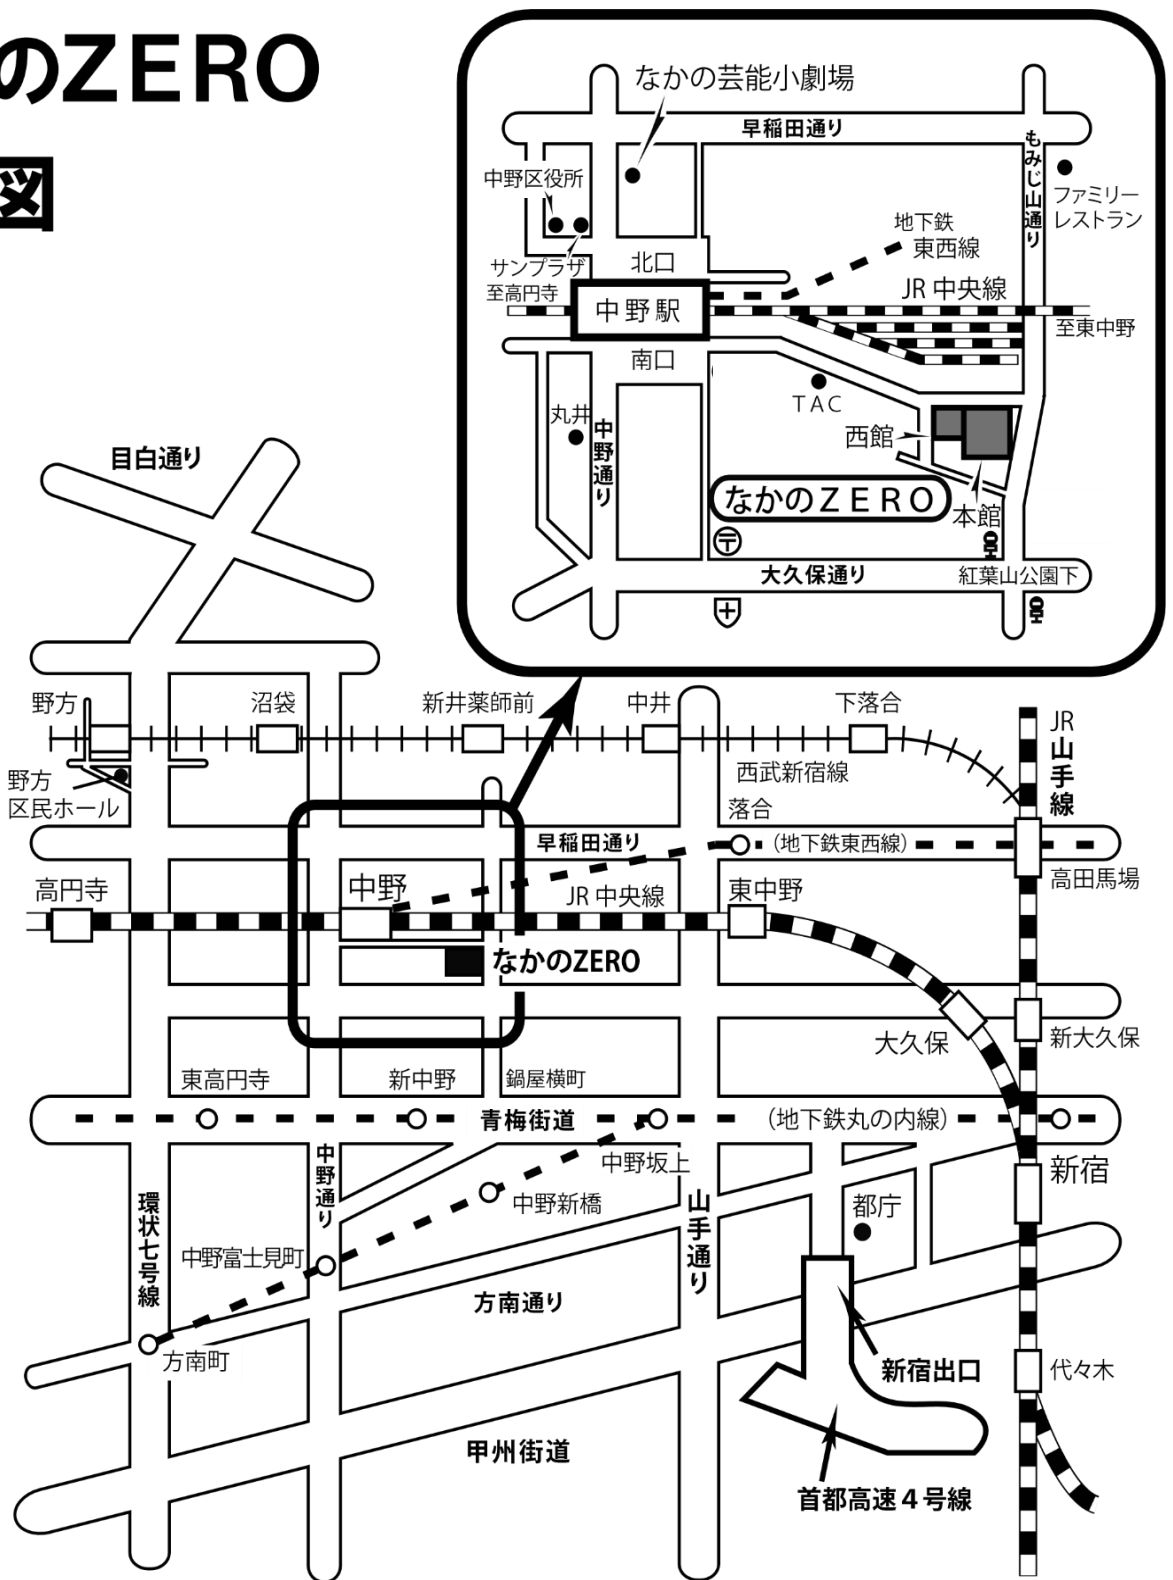 のZERO
図
なかの芸能小劇場
早稲田通り
もみじ山通り
中野区役所
ファミリー
レストラン
地下鉄
東西線
サンプラザ
北口
至高円寺
中野駅
JR 中央線
至東中野
南口
TAC
丸井
中野通り
西館
なかのZERO
本館
〒
大久保通り
紅葉山公園下
目白通り
野方
沼袋
新井薬師前
中井
下落合
JR
山手線
西武新宿線
野方
区民ホール
落合
早稲田通り
(地下鉄東西線)
高田馬場
高円寺
中野
JR 中央線
東中野
なかのZERO
大久保
新大久保
東高円寺
新中野
鍋屋横町
青梅街道
(地下鉄丸の内線)
中野通り
中野坂上
新宿
環状七号線
中野新橋
山手通り
都庁
中野富士見町
方南通り
方南町
新宿出口
代々木
甲州街道
首都高速4号線